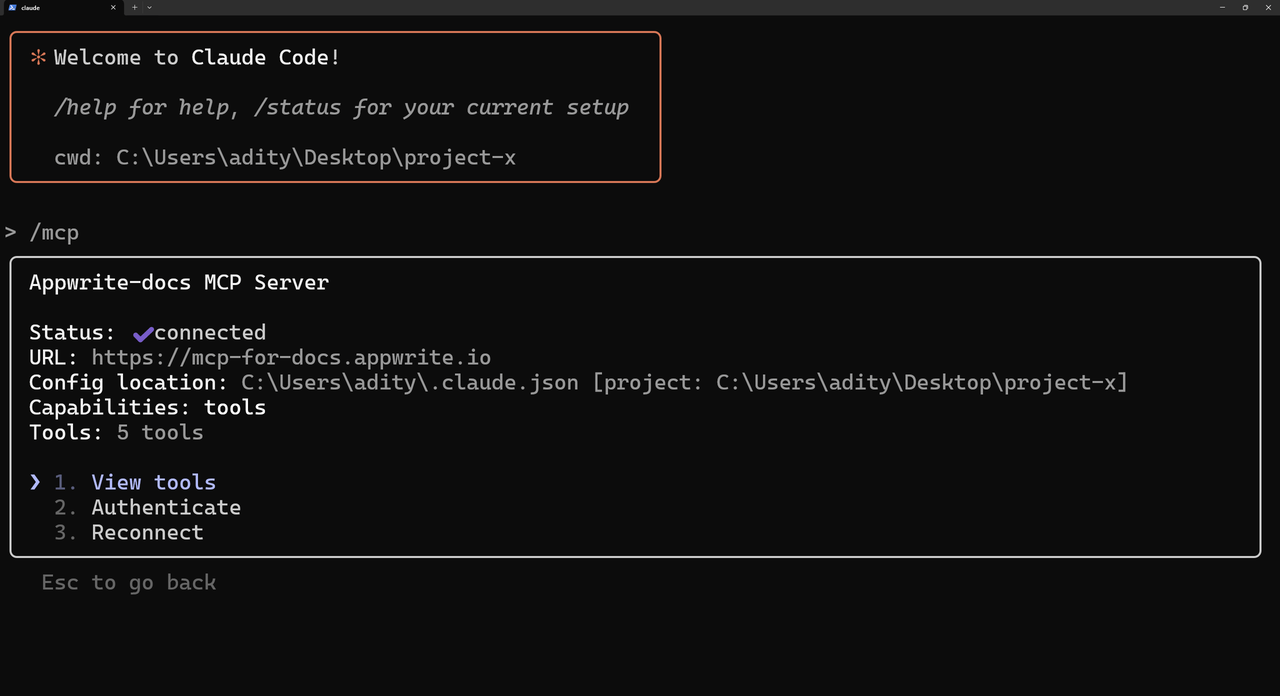 claude
Welcome to Claude Code!
/help for help, /status for your current setup
cwd: C:\Users\adity\Desktop\project-x
> /mcp
Appwrite-docs MCP Server
Status: ✔connected
URL: https://mcp-for-docs.appwrite.io
Config location: C:\Users\adity\.claude.json [project: C:\Users\adity\Desktop\project-x]
Capabilities: tools
Tools: 5 tools
❯ 1. View tools
2. Authenticate
3. Reconnect
Esc to go back